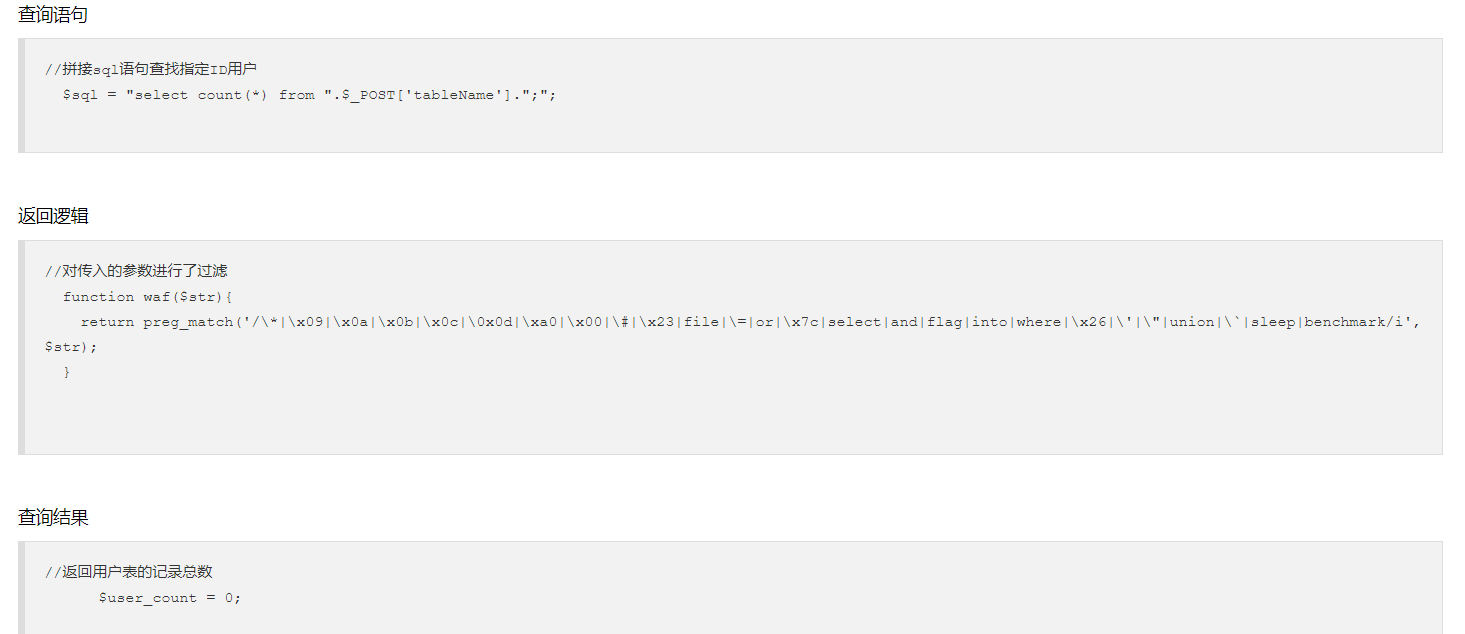 查询语句
//拼接sql语句查找指定ID用户
$sql = "select count(*) from ".$_POST['tableName'].";";
返回逻辑
//对传入的参数进行了过滤
function waf($str){
return preg_match('/\*|\x09|\x0a|\x0b|\x0c|\0x0d|\xa0|\x00|\#|\x23|file|\=|or|\x7c|select|and|flag|into|where|\x26|\'|\"|union|\`|sleep|benchmark/i',
$str);
}
查询结果
//返回用户表的记录总数
$user_count = 0;